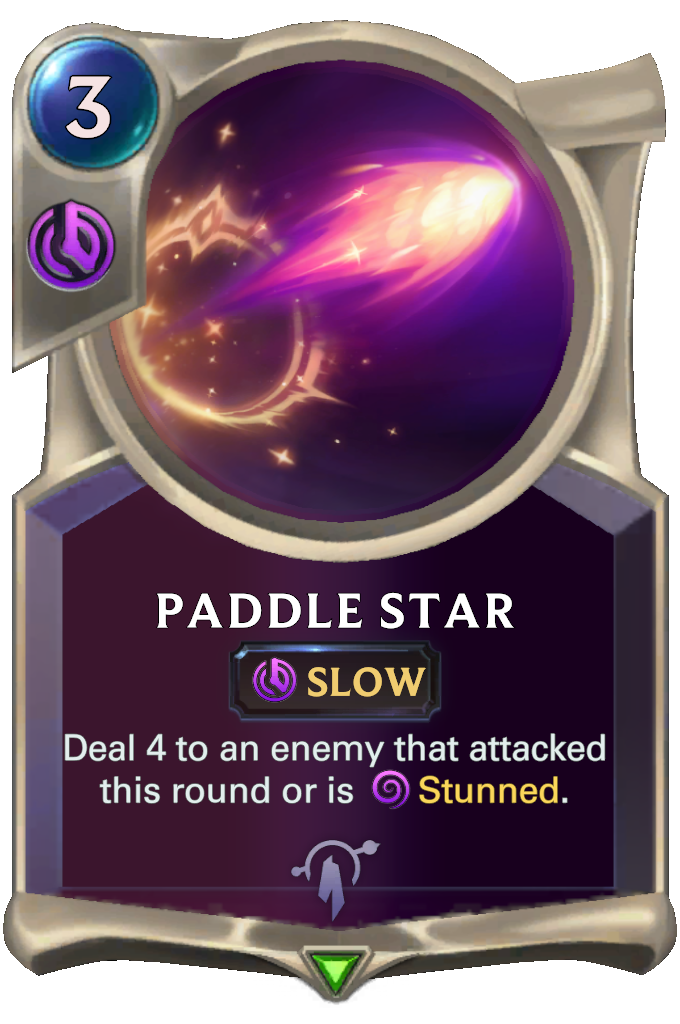 3
PADDLE STAR
SLOW
Deal 4 to an enemy that attacked
this round or is Stunned.